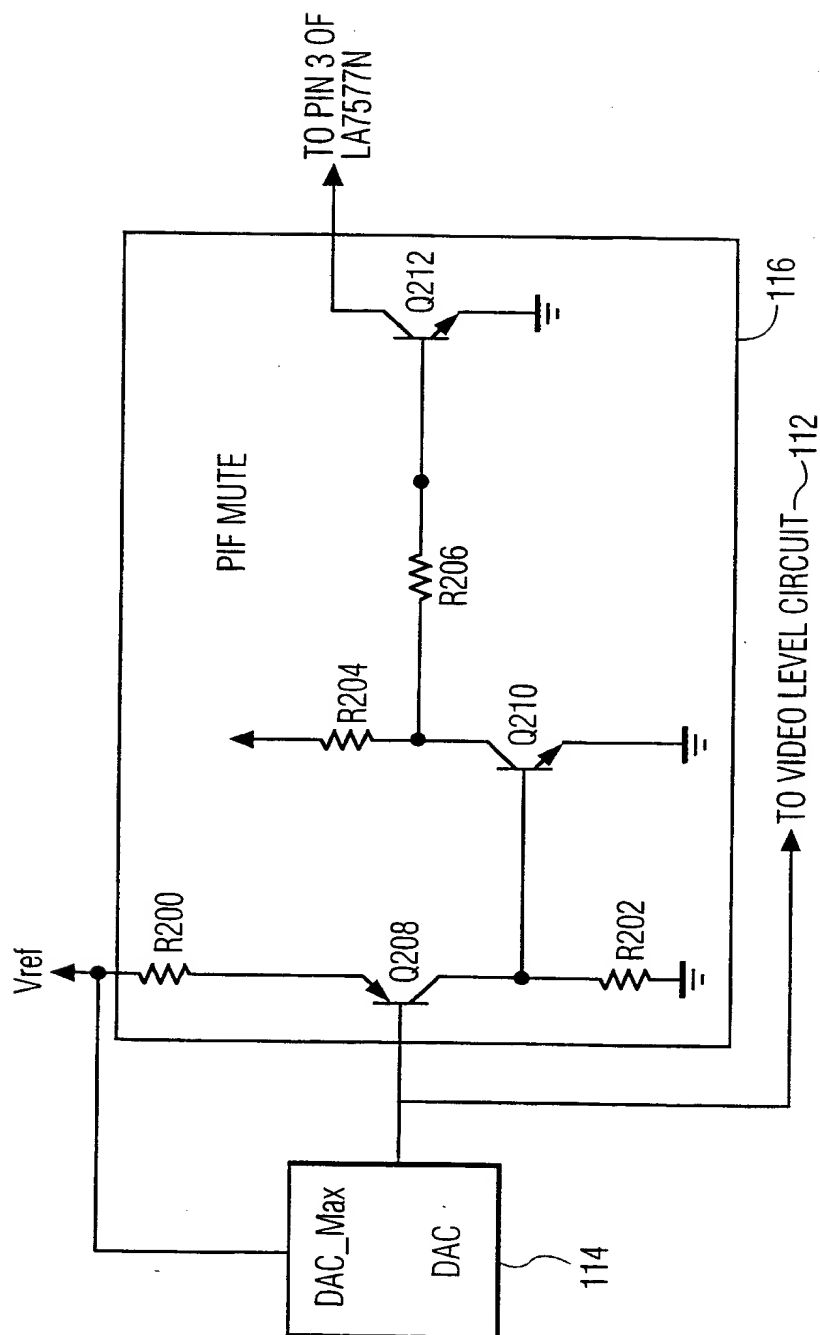 Vref
R200
Q208
R202
DAC_Max
DAC
114
R204
Q210
PIF MUTE
R206
Q212
TO PIN 3 OF
LA7577N
116
TO VIDEO LEVEL CIRCUIT 112